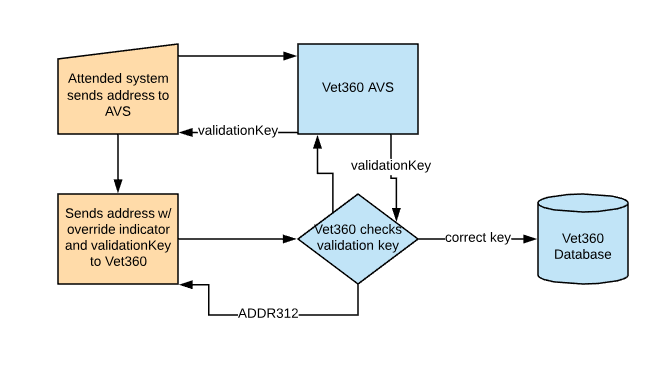 Attended system
sends address to
AVS
Vet360 AVS
validationKey
validationKey
Sends address w/
override indicator
and validationKey
to Vet360
Vet360 checks
validation key
correct key
Vet360
Database
ADDR312